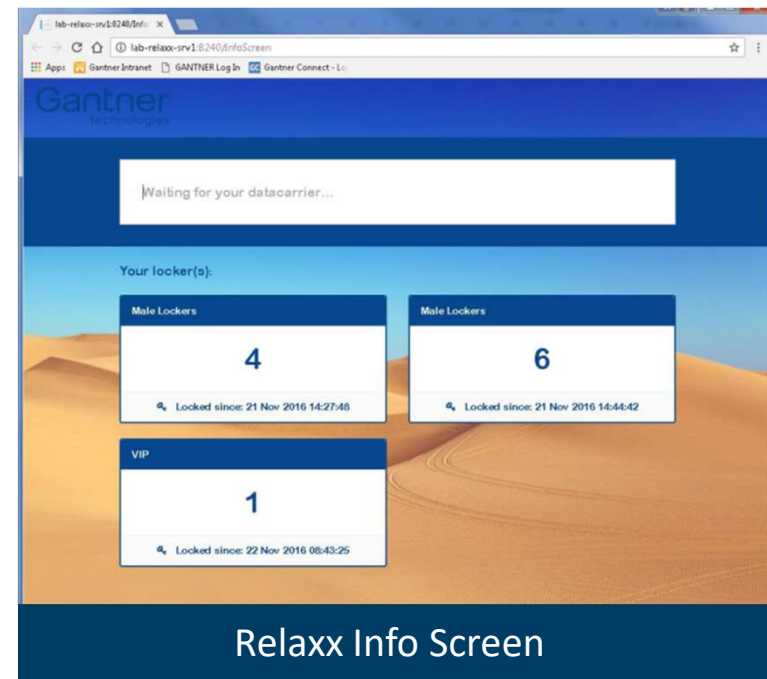 lab-relaxx-srv1:8240/Info
lab-relaxx-srv1:8240/InfoScreen
Apps Gantner Intranet GANTNER Log In Gantner Connect - Lo
Gantner
technologies
Waiting for your datacarrier...
Your locker(s):
Male Lockers
4
Locked since: 21 Nov 2016 14:27:48
Male Lockers
6
Locked since: 21 Nov 2016 14:44:42
VIP
1
Locked since: 22 Nov 2016 08:43:25
Relaxx Info Screen